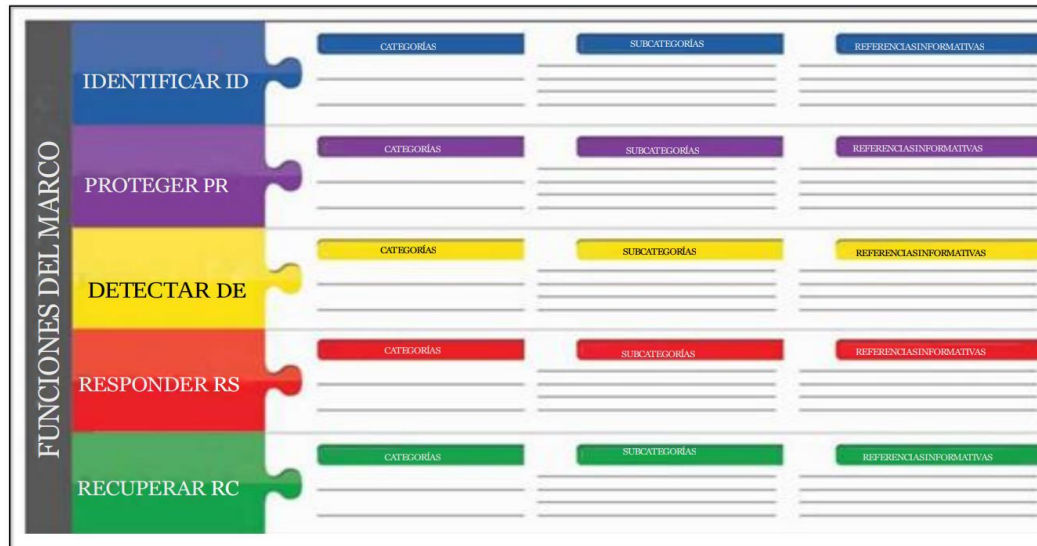 FUNCIONES DEL MARCO
IDENTIFICAR ID
CATEGORÍAS
SUBCATEGORÍAS
REFERENCIASINFORMATIVAS
PROTEGER PR
CATEGORÍAS
SUBCATEGORÍAS
REFERENCIASINFORMATIVAS
DETECTAR DE
CATEGORÍAS
SUBCATEGORÍAS
REFERENCIASINFORMATIVAS
RESPONDER RS
CATEGORÍAS
SUBCATEGORÍAS
REFERENCIASINFORMATIVAS
RECUPERAR RC
CATEGORÍAS
SUBCATEGORÍAS
REFERENCIASINFORMATIVAS